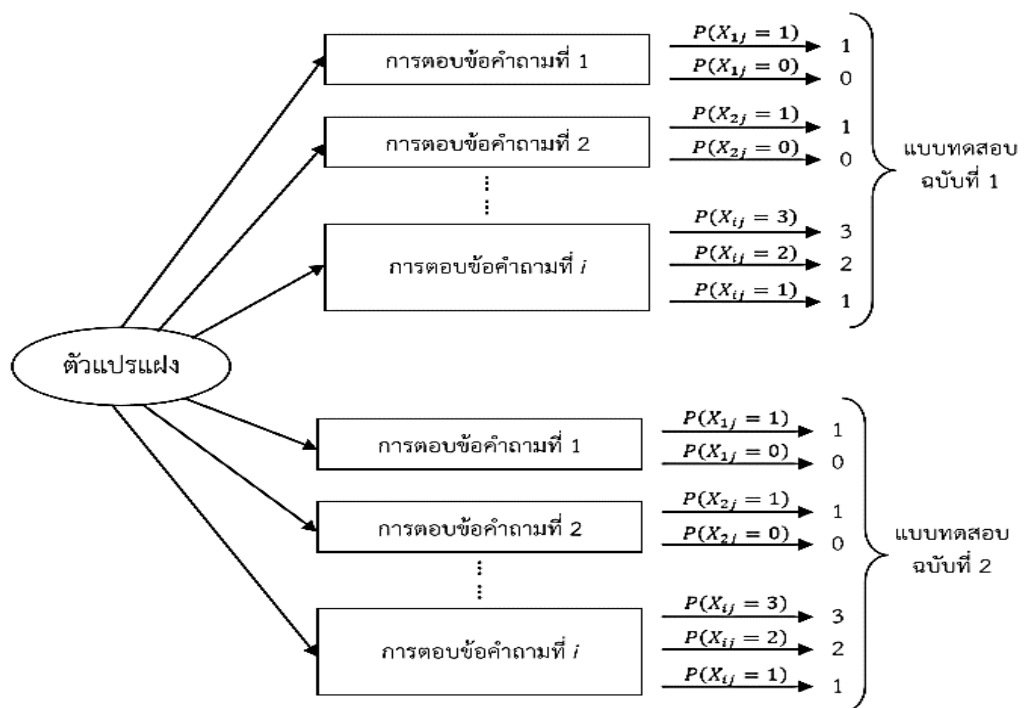 การตอบข้อคำถามที่ 1
P(X1j = 1) 1
P(X1j = 0) 0
การตอบข้อคำถามที่ 2
P(X2j = 1) 1
P(X2j = 0) 0
การตอบข้อคำถามที่ i
P(Xij = 3) 3
P(Xij = 2) 2
P(Xij = 1) 1
แบบทดสอบ
ฉบับที่ 1
ตัวแปรแฝง
การตอบข้อคำถามที่ 1
P(X1j = 1) 1
P(X1j = 0) 0
การตอบข้อคำถามที่ 2
P(X2j = 1) 1
P(X2j = 0) 0
การตอบข้อคำถามที่ i
P(Xij = 3) 3
P(Xij = 2) 2
P(Xij = 1) 1
แบบทดสอบ
ฉบับที่ 2